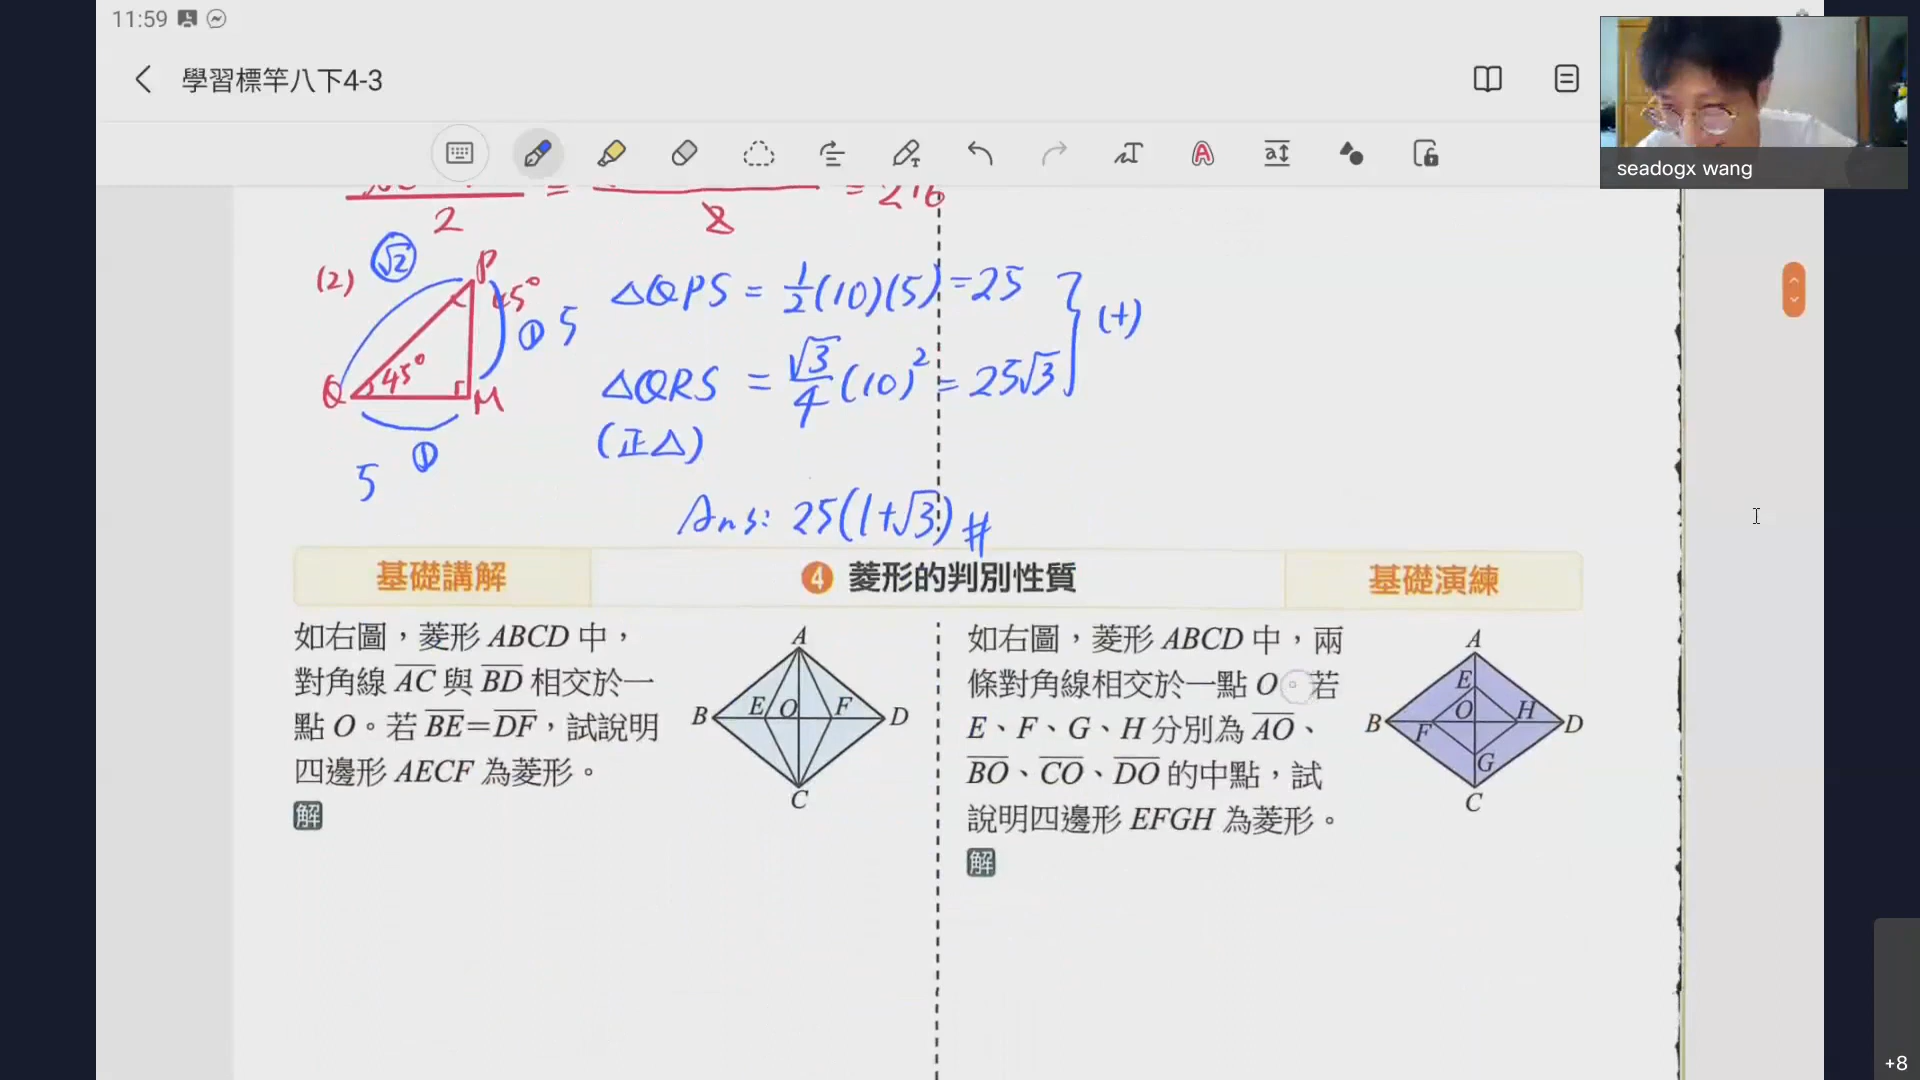 11:59
學習標竿八下4-3
seadogx wang
2 = 8 = 216
(2) √2 P 45° ① 5
Q 45° M
① 5
△QPS = 1/2(10)(5) = 25
△QRS = √3/4(10)² = 25√3 (+)
(正△)
Ans: 25(1+√3) #
基礎講解
4 菱形的判別性質
基礎演練
如右圖，菱形 ABCD 中，
對角線 AC 與 BD 相交於一
點 O。若 BE=DF，試說明
四邊形 AECF 為菱形。
解
A
B E O F D
C
如右圖，菱形 ABCD 中，兩
條對角線相交於一點 O 若
E、F、G、H 分別為 AO、
BO、CO、DO 的中點，試
說明四邊形 EFGH 為菱形。
解
A
E
B F O H D
G
C
+8